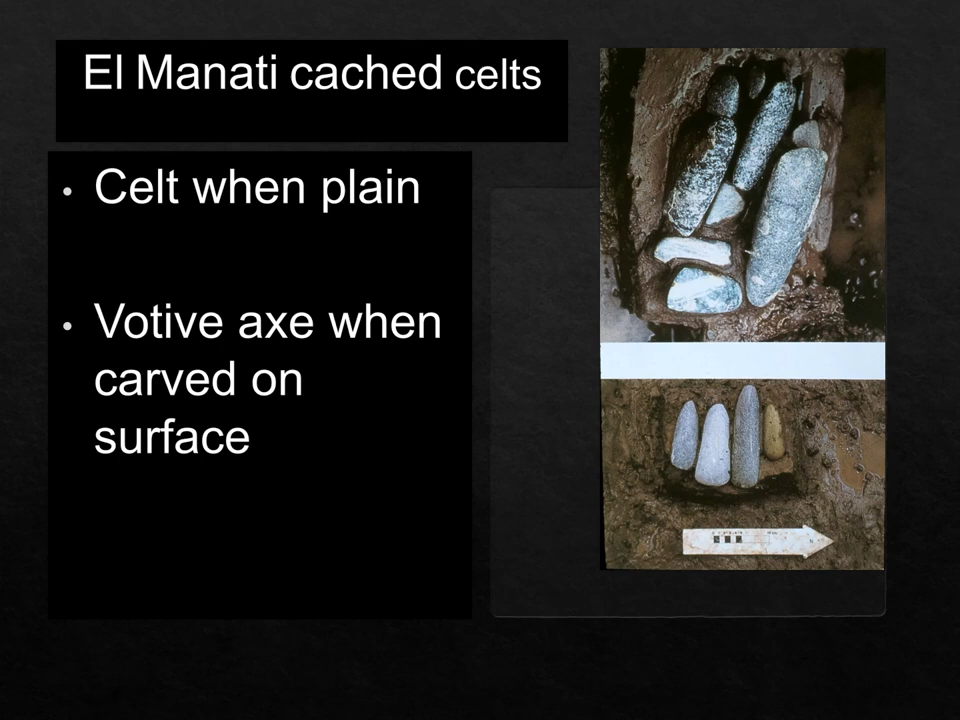 El Manati cached celts
• Celt when plain
• Votive axe when
carved on
surface
N